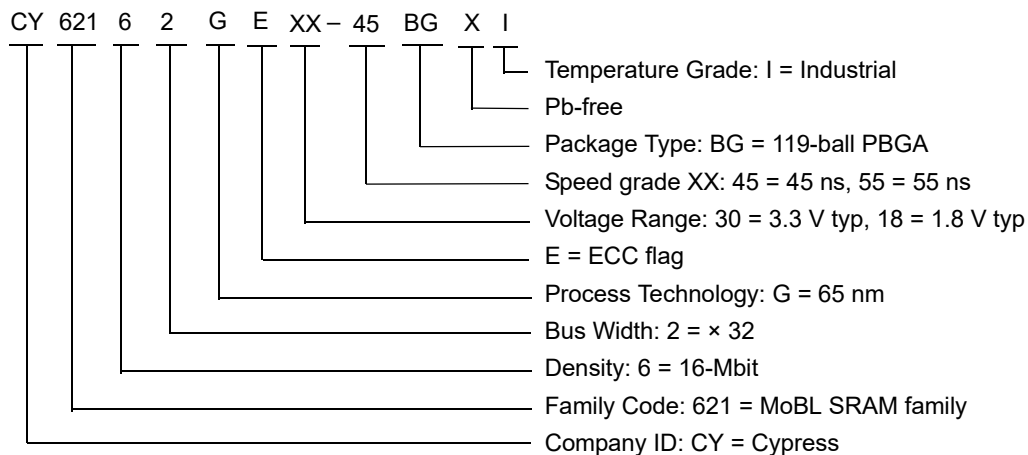 CY 621 6 2 G E XX – 45 BG X I
Temperature Grade: I = Industrial
Pb-free
Package Type: BG = 119-ball PBGA
Speed grade XX: 45 = 45 ns, 55 = 55 ns
Voltage Range: 30 = 3.3 V typ, 18 = 1.8 V typ
E = ECC flag
Process Technology: G = 65 nm
Bus Width: 2 = × 32
Density: 6 = 16-Mbit
Family Code: 621 = MoBL SRAM family
Company ID: CY = Cypress